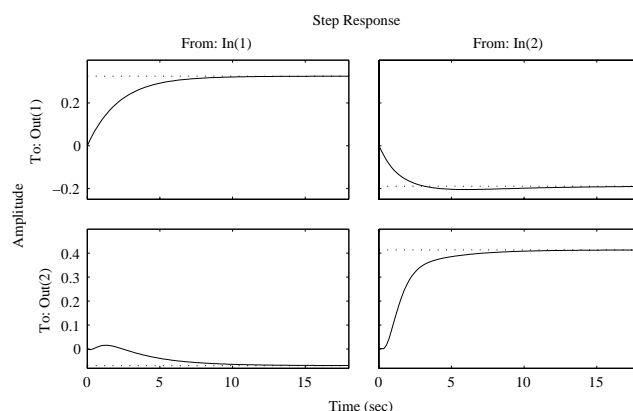 Step Response
From: In(1)
From: In(2)
Amplitude
To: Out(1)
0.2
0
−0.2
To: Out(2)
0.4
0.3
0.2
0.1
0
0 5 10 15
0 5 10 15
Time (sec)